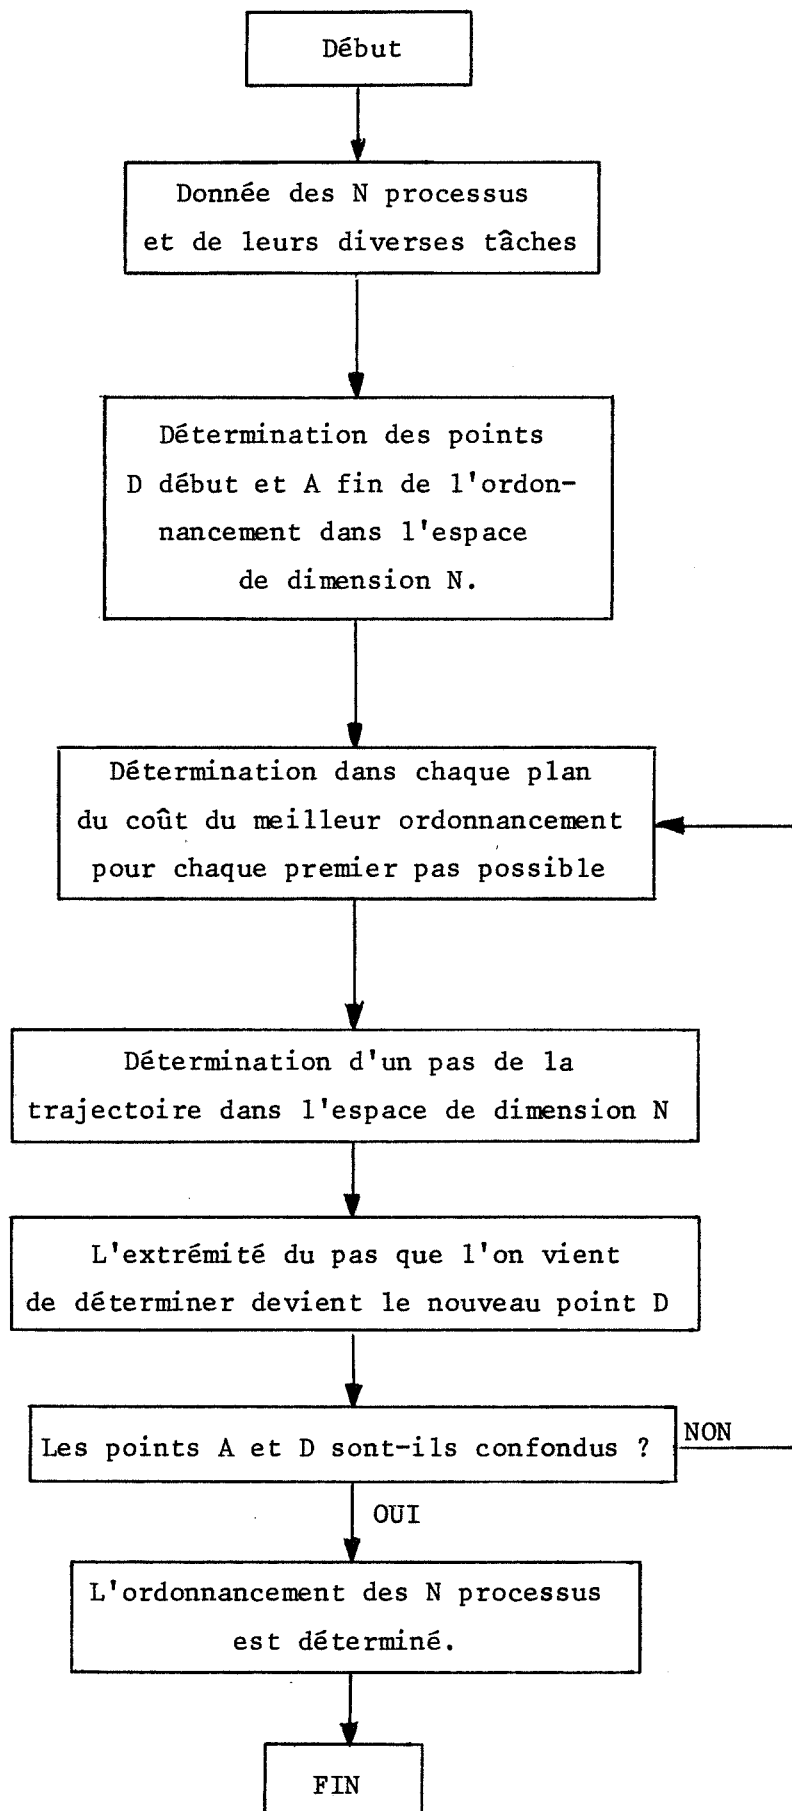 Début
Donnée des N processus
et de leurs diverses tâches
Détermination des points
D début et A fin de l'ordon-
nancement dans l'espace
de dimension N.
Détermination dans chaque plan
du coût du meilleur ordonnancement
pour chaque premier pas possible
Détermination d'un pas de la
trajectoire dans l'espace de dimension N
L'extrémité du pas que l'on vient
de déterminer devient le nouveau point D
Les points A et D sont-ils confondus ?
NON
OUI
L'ordonnancement des N processus
est déterminé.
FIN